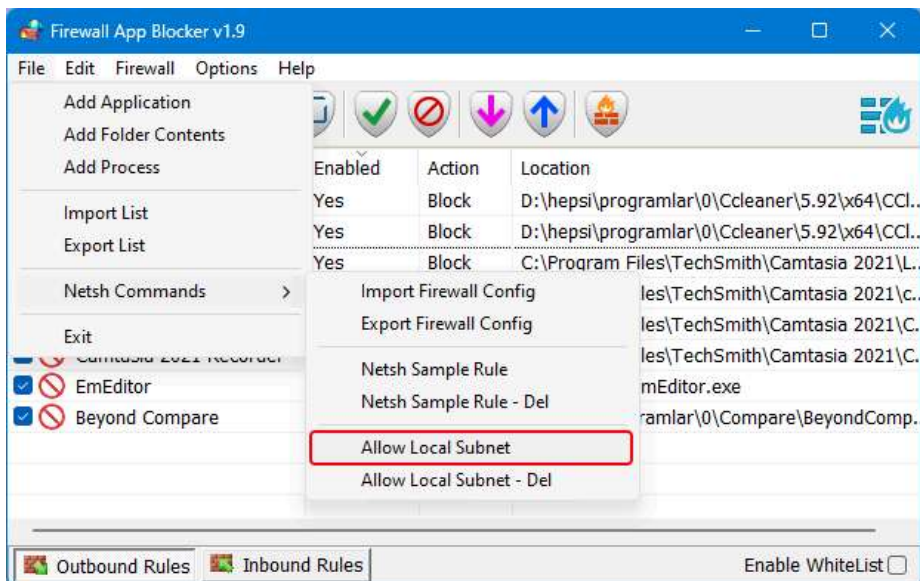 Firewall App Blocker v1.9
File Edit Firewall Options Help
Add Application
Add Folder Contents
Add Process
Import List
Export List
Netsh Commands
Exit
Enabled Action Location
Yes Block D:\hepsi\programlar\0\Ccleaner\5.92\x64\CCl..
Yes Block D:\hepsi\programlar\0\Ccleaner\5.92\x64\CCl..
Yes Block C:\Program Files\TechSmith\Camtasia 2021\L..
les\TechSmith\Camtasia 2021\c..
les\TechSmith\Camtasia 2021\C.
les\TechSmith\Camtasia 2021\C.
Import Firewall Config
Export Firewall Config
Netsh Sample Rule
Netsh Sample Rule - Del
Allow Local Subnet
Allow Local Subnet - Del
Camtasia 2021 Recorder
EmEditor mEditor.exe
Beyond Compare ramlar\0\Compare\BeyondComp.
Outbound Rules Inbound Rules Enable WhiteList